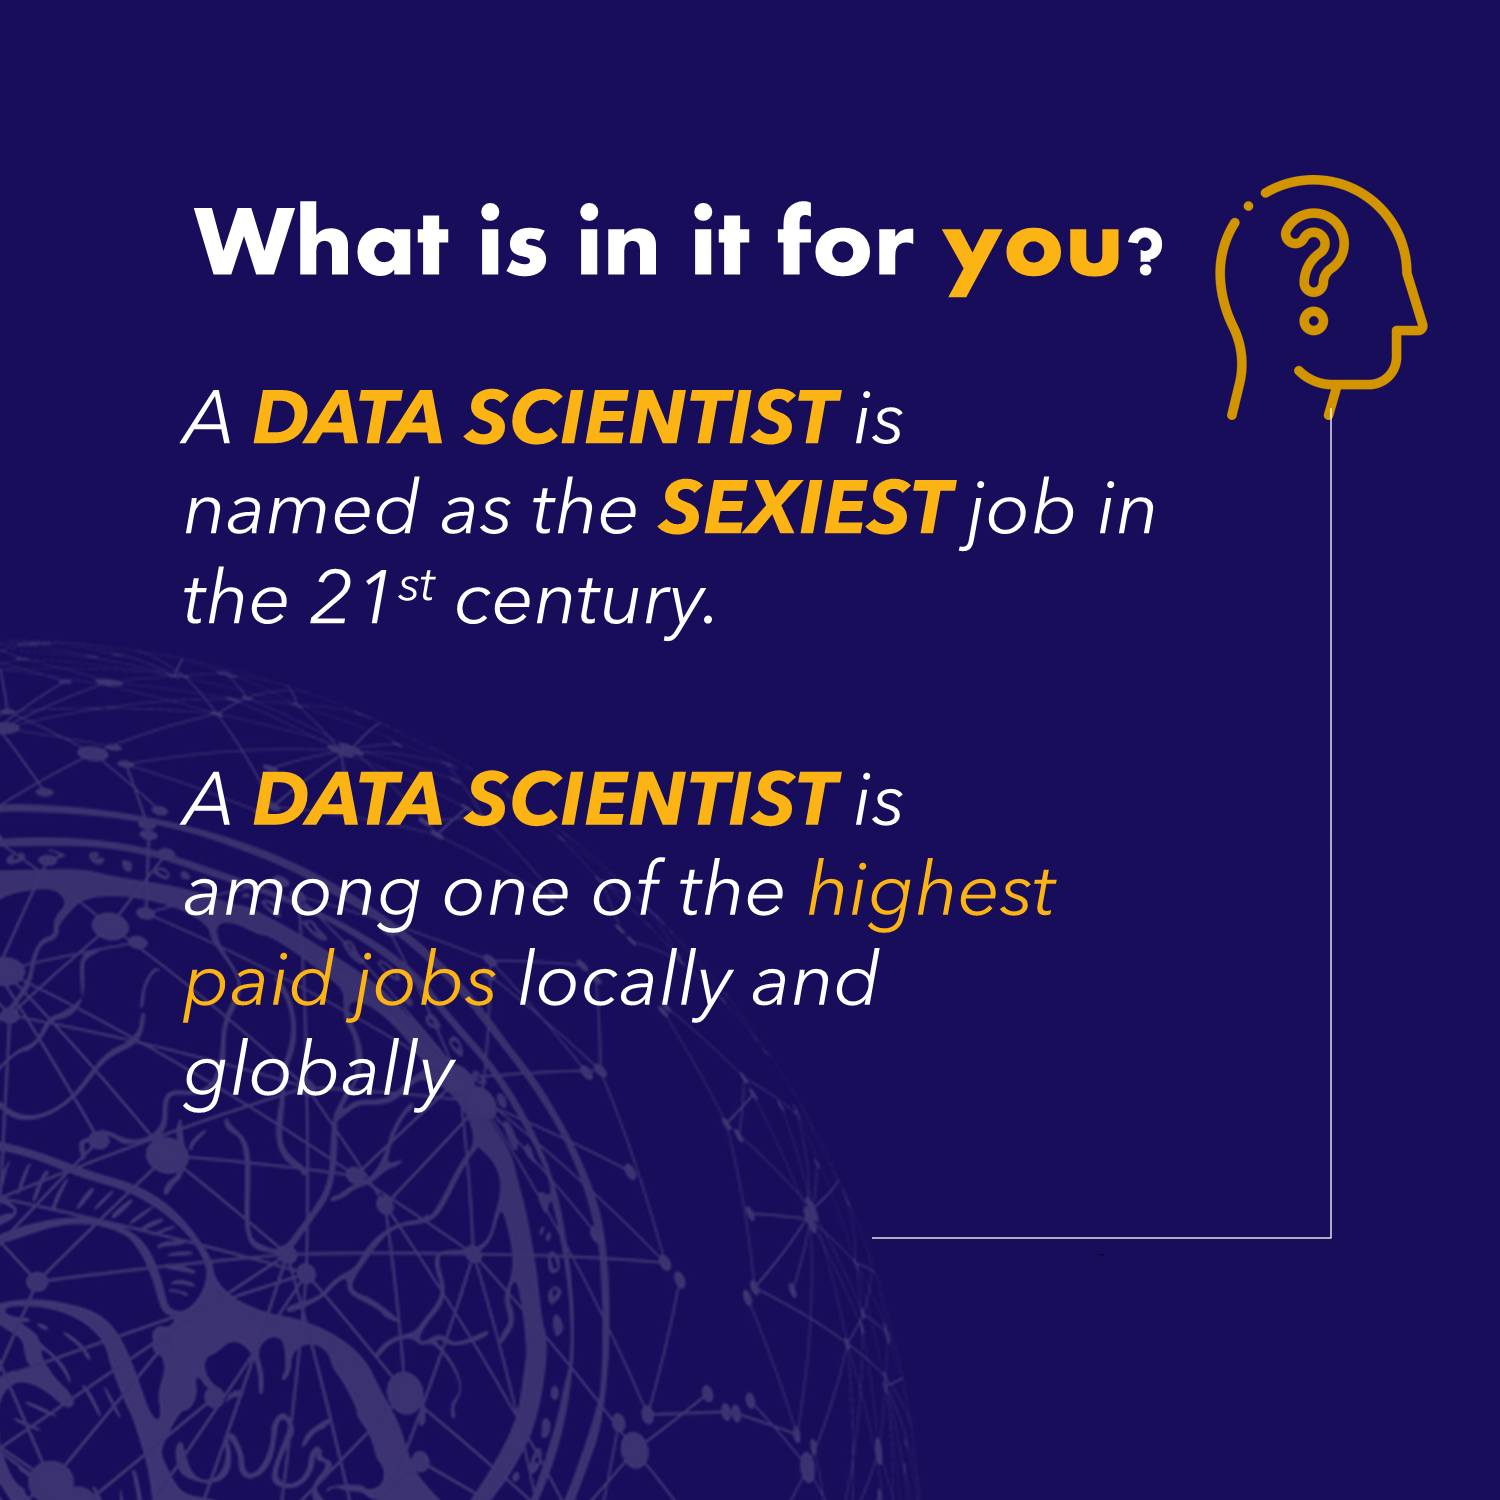 What is in it for you?
A DATA SCIENTIST is
named as the SEXIEST job in
the 21st century.
A DATA SCIENTIST is
among one of the highest
paid jobs locally and
globally